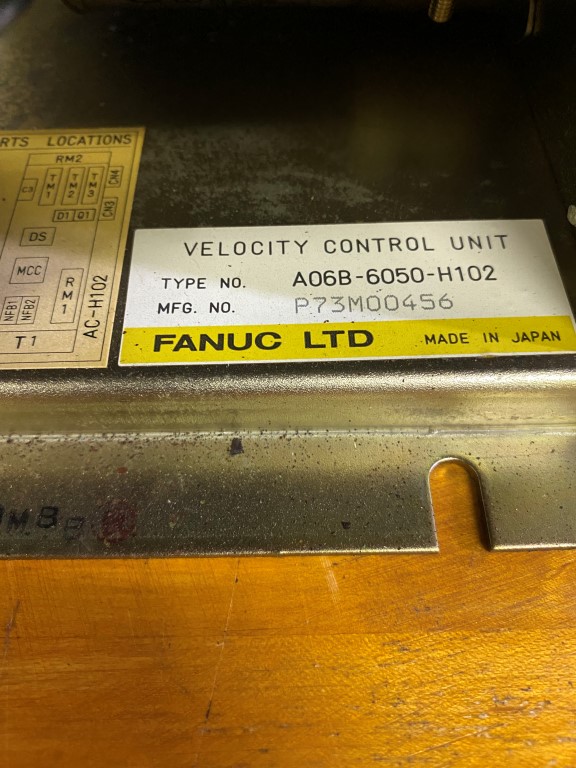 RTS LOCATIONS
RM2
C3
TM1
TM2
TM3
CN4
D1 Q1
CN3
DS
MCC
NFB1
NFB2
RM1
T1
AC-H102
VELOCITY CONTROL UNIT
TYPE NO. A06B-6050-H102
MFG. NO. P73M00456
FANUC LTD MADE IN JAPAN